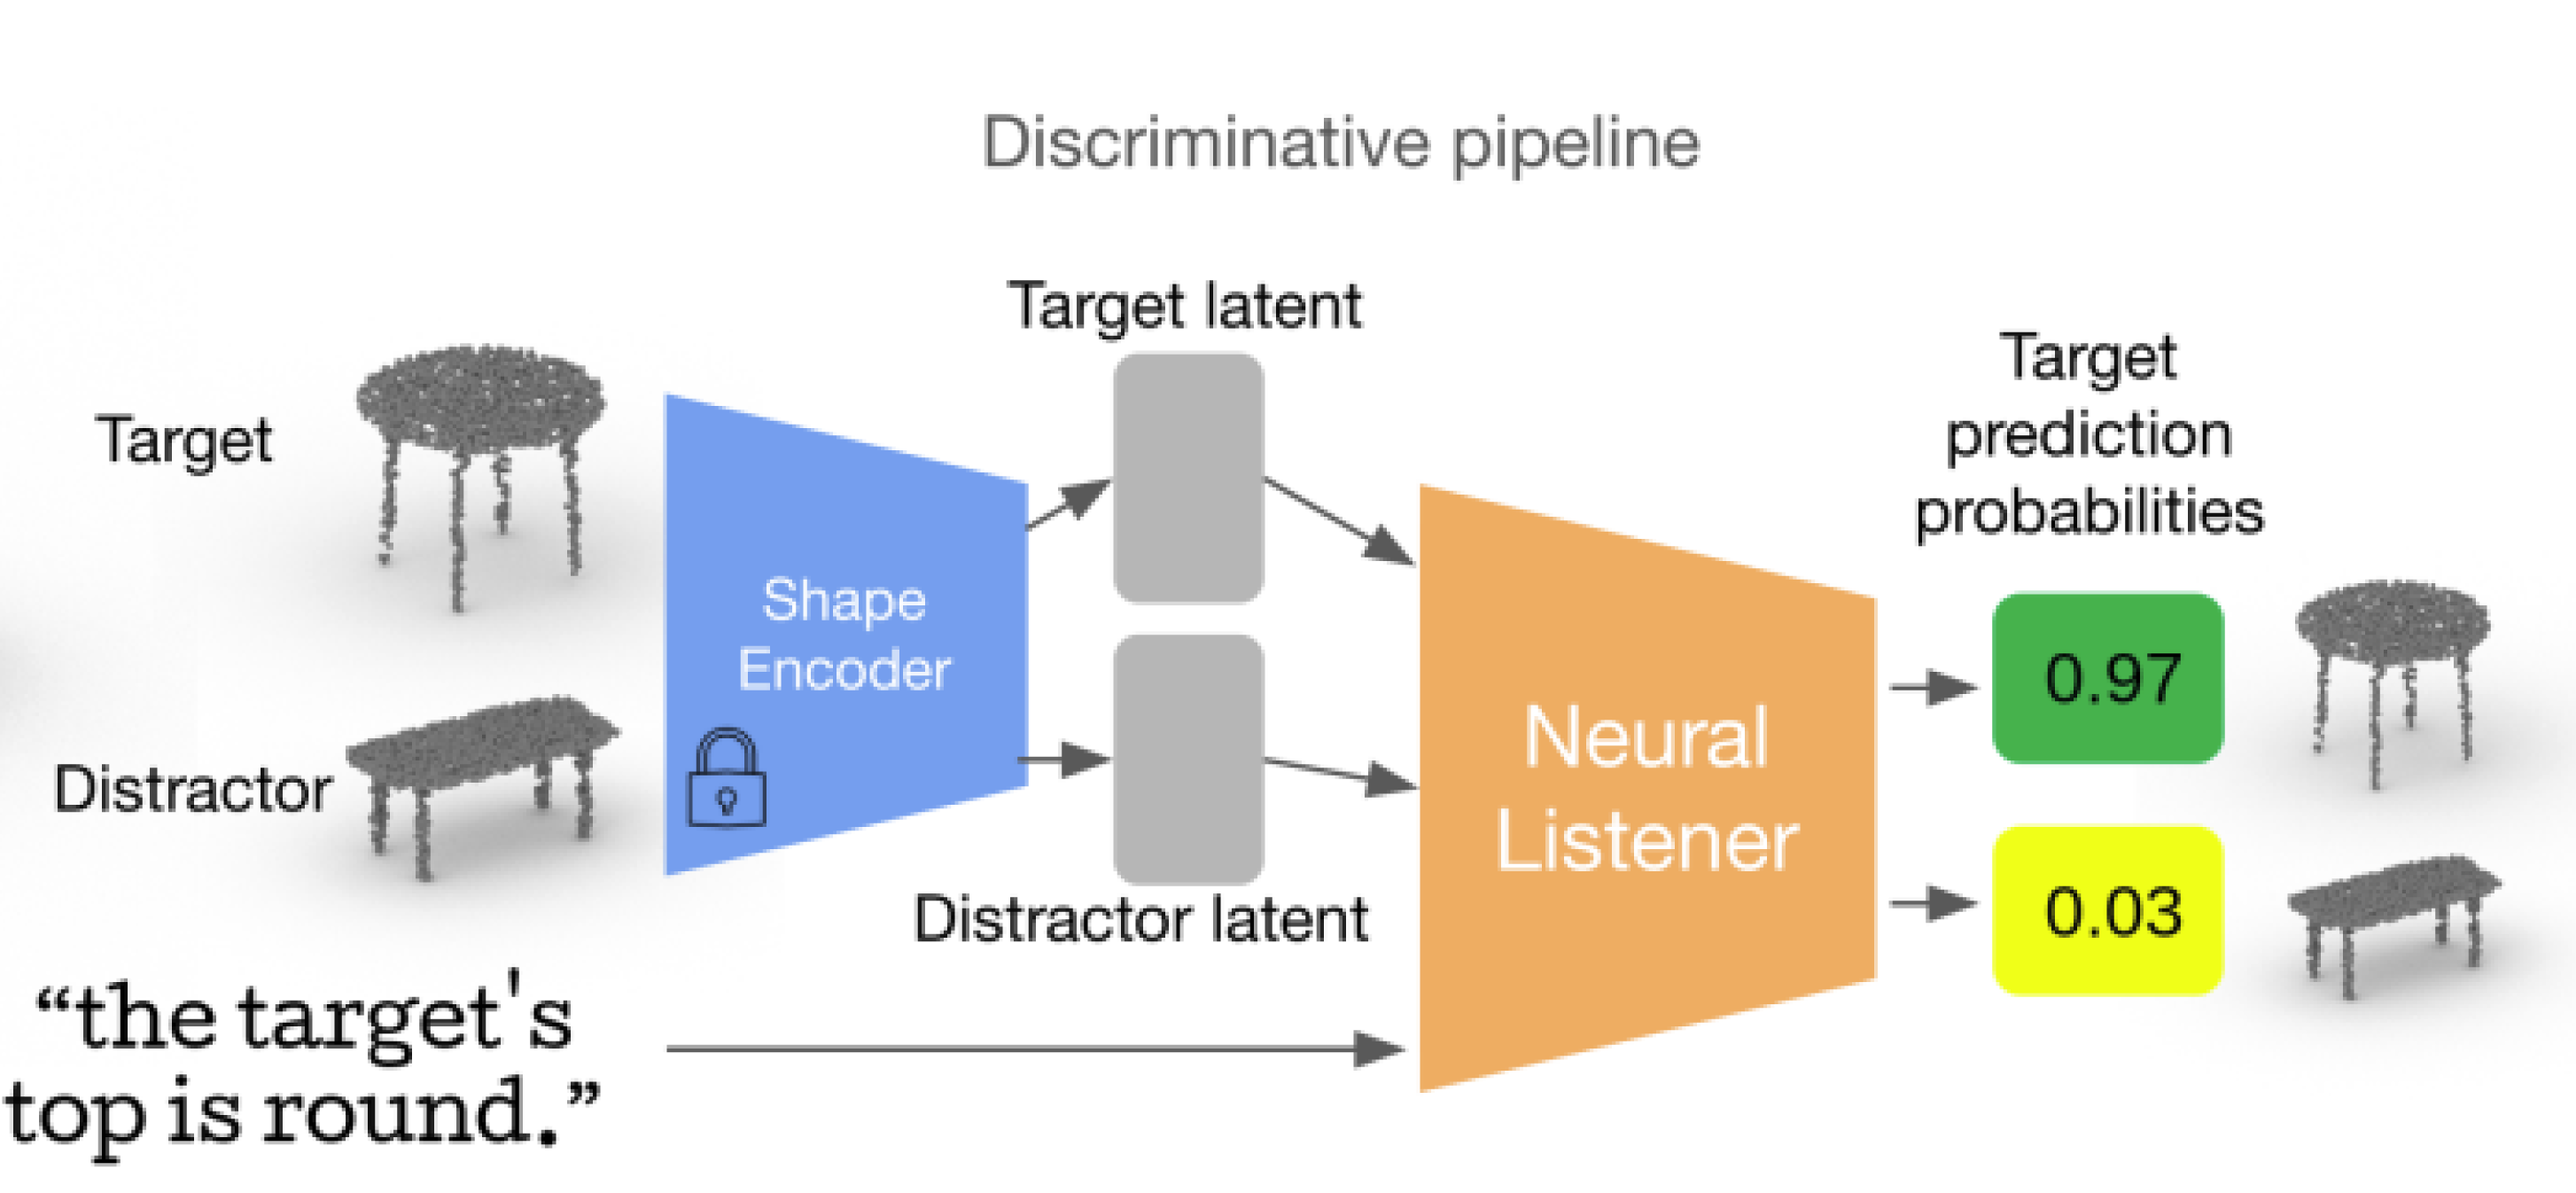 Discriminative pipeline
Target latent
Target
prediction
probabilities
Target
Shape
Encoder
Neural
Listener
0.97
Distractor
Distractor latent
0.03
“the target's
top is round.”